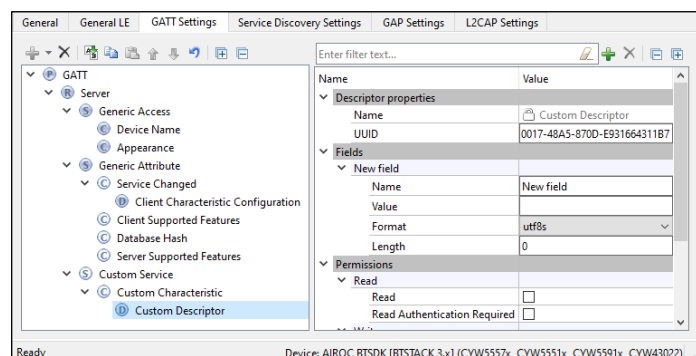 General General LE GATT Settings Service Discovery Settings GAP Settings L2CAP Settings
Enter filter text...
P GATT
R Server
S Generic Access
C Device Name
C Appearance
S Generic Attribute
C Service Changed
D Client Characteristic Configuration
C Client Supported Features
C Database Hash
C Server Supported Features
S Custom Service
C Custom Characteristic
D Custom Descriptor
Name Value
Descriptor properties
Name Custom Descriptor
UUID 0017-48A5-870D-E931664311B7
Fields
New field
Name New field
Value
Format utf8s
Length 0
Permissions
Read
Read
Read Authentication Required
Ready Device: AIROC BTSDK [BTSTACK 3.x] (CYW5557x, CYW5551x, CYW5591x, CYW43022)